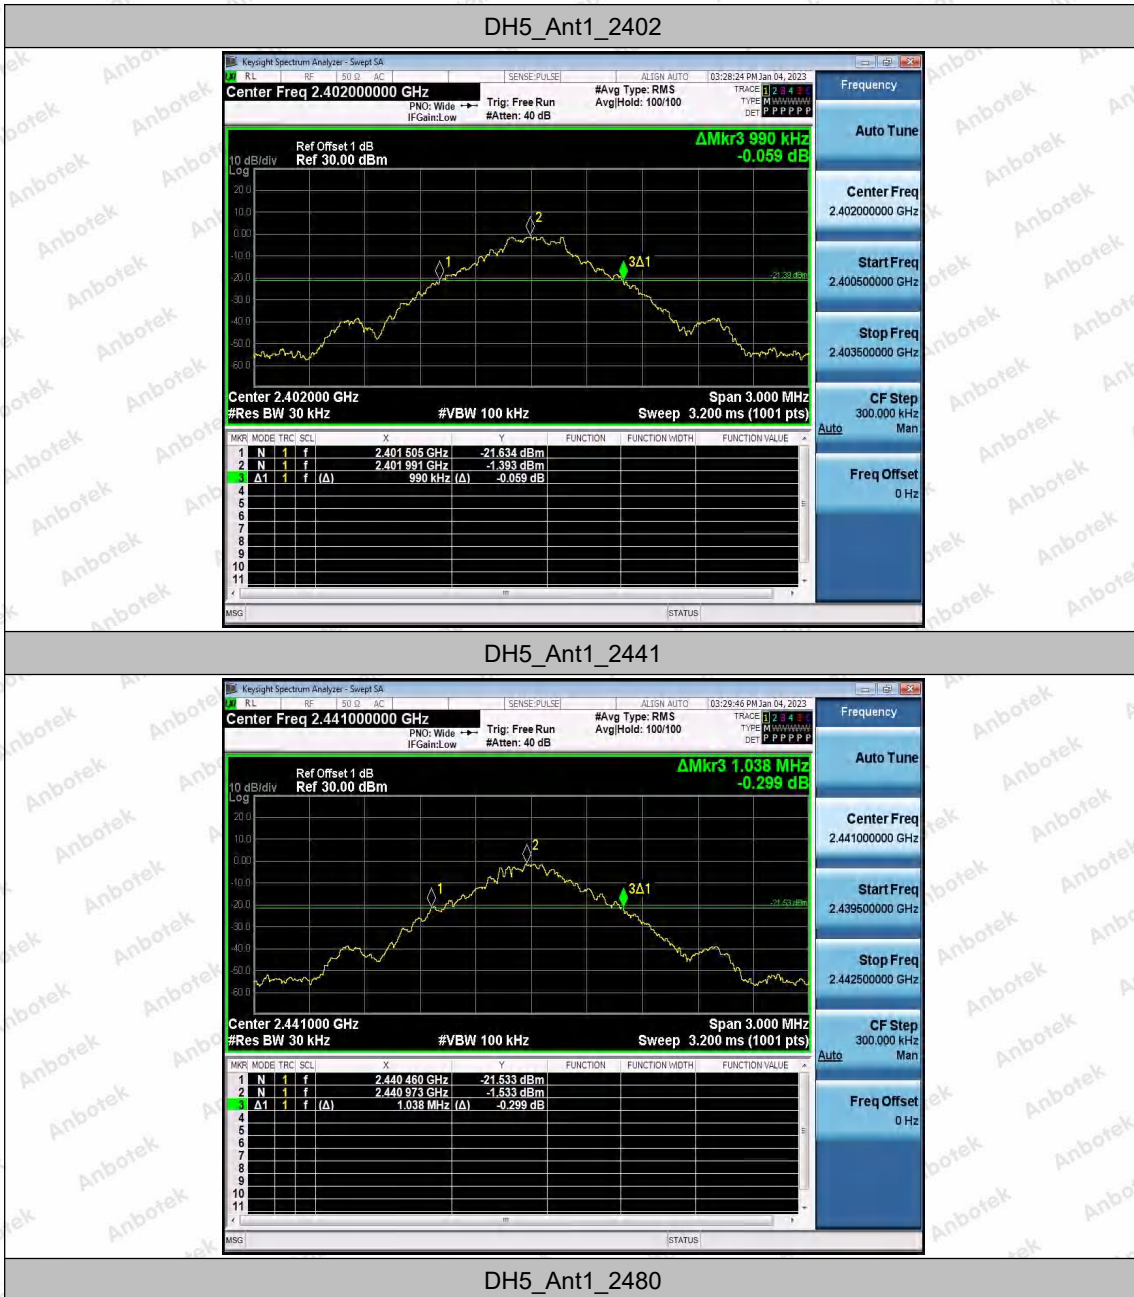 DH5_Ant1_2402
Keysight Spectrum Analyzer - Swept SA
RL RF 50 Ω AC SENSE:PULSE ALIGN AUTO 03:28:24 PM Jan 04, 2023
Center Freq 2.402000000 GHz
PNO: Wide
IFGain:Low
Trig: Free Run
#Atten: 40 dB
#Avg Type: RMS
Avg|Hold: 100/100
TRACE 1 2 3 4 5 6
TYPE M WWWWW
DET P P P P P P
ΔMkr3 990 kHz
-0.059 dB
Ref Offset 1 dB
10 dB/div Ref 30.00 dBm
Log
20.0
10.0
0.00
-10.0
-20.0
-30.0
-40.0
-50.0
-60.0
1
2
3Δ1
-21.39 dBm
Center 2.402000 GHz Span 3.000 MHz
#Res BW 30 kHz #VBW 100 kHz Sweep 3.200 ms (1001 pts)
MKR MODE TRC SCL X Y FUNCTION FUNCTION WIDTH FUNCTION VALUE
1 N 1 f 2.401 505 GHz -21.634 dBm
2 N 1 f 2.401 991 GHz -1.393 dBm
3 Δ1 1 f (Δ) 990 kHz (Δ) -0.059 dB
4
5
6
7
8
9
10
11
MSG STATUS
Frequency
Auto Tune
Center Freq
2.402000000 GHz
Start Freq
2.400500000 GHz
Stop Freq
2.403500000 GHz
CF Step
300.000 kHz
Auto Man
Freq Offset
0 Hz
DH5_Ant1_2441
Keysight Spectrum Analyzer - Swept SA
RL RF 50 Ω AC SENSE:PULSE ALIGN AUTO 03:29:46 PM Jan 04, 2023
Center Freq 2.441000000 GHz
PNO: Wide
IFGain:Low
Trig: Free Run
#Atten: 40 dB
#Avg Type: RMS
Avg|Hold: 100/100
TRACE 1 2 3 4 5 6
TYPE M WWWWW
DET P P P P P P
ΔMkr3 1.038 MHz
-0.299 dB
Ref Offset 1 dB
10 dB/div Ref 30.00 dBm
Log
20.0
10.0
0.00
-10.0
-20.0
-30.0
-40.0
-50.0
-60.0
1
2
3Δ1
-21.53 dBm
Center 2.441000 GHz Span 3.000 MHz
#Res BW 30 kHz #VBW 100 kHz Sweep 3.200 ms (1001 pts)
MKR MODE TRC SCL X Y FUNCTION FUNCTION WIDTH FUNCTION VALUE
1 N 1 f 2.440 460 GHz -21.533 dBm
2 N 1 f 2.440 973 GHz -1.533 dBm
3 Δ1 1 f (Δ) 1.038 MHz (Δ) -0.299 dB
4
5
6
7
8
9
10
11
MSG STATUS
Frequency
Auto Tune
Center Freq
2.441000000 GHz
Start Freq
2.439500000 GHz
Stop Freq
2.442500000 GHz
CF Step
300.000 kHz
Auto Man
Freq Offset
0 Hz
DH5_Ant1_2480
Anbotek